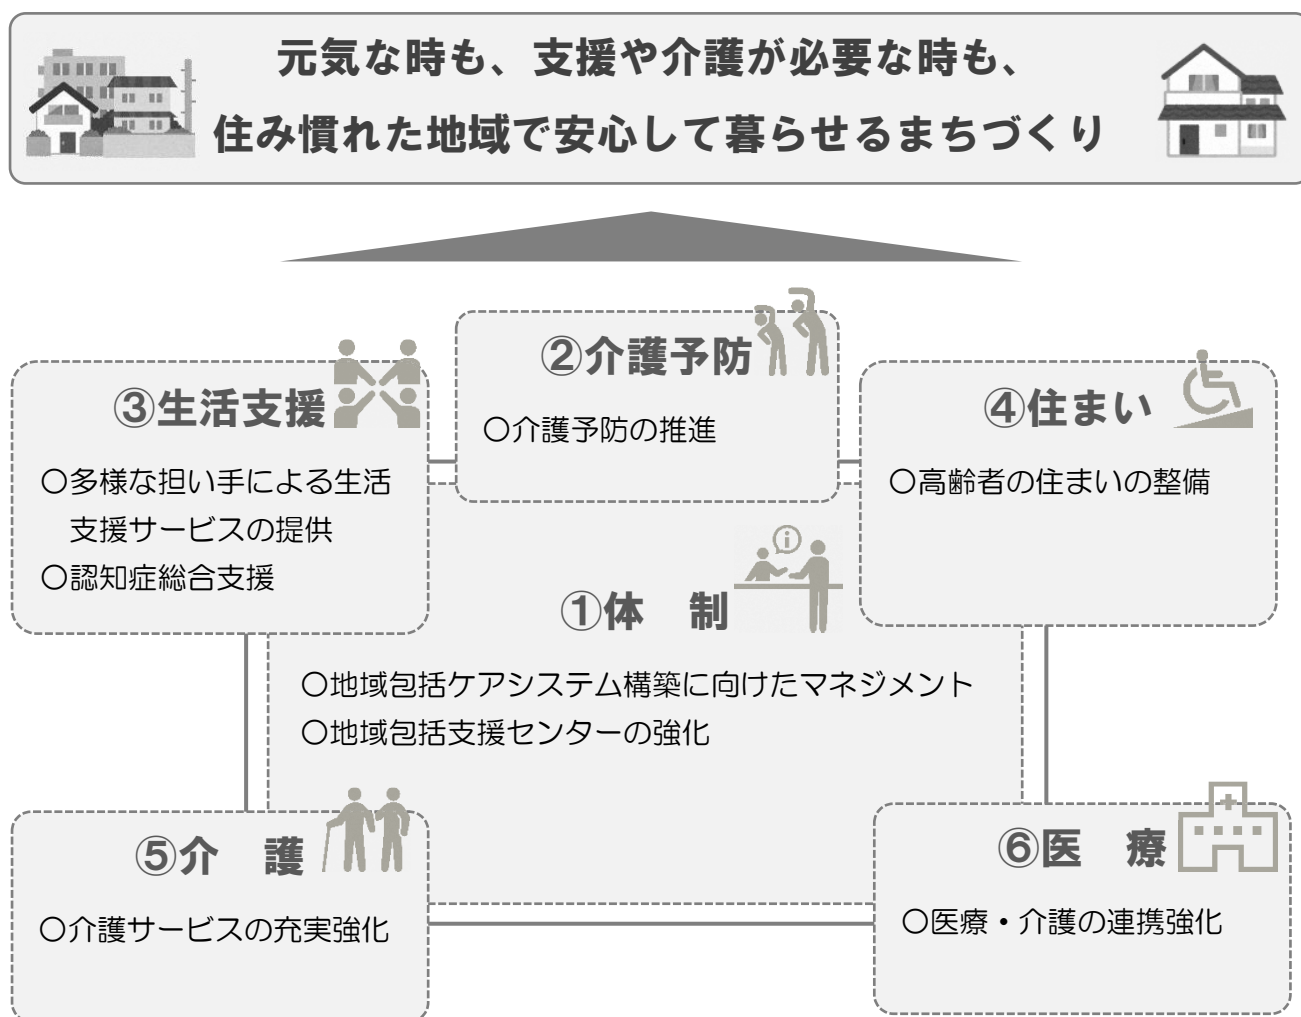 元気な時も、支援や介護が必要な時も、
住み慣れた地域で安心して暮らせるまちづくり
②介護予防
○介護予防の推進
③生活支援
○多様な担い手による生活
支援サービスの提供
○認知症総合支援
④住まい
○高齢者の住まいの整備
①体　制
○地域包括ケアシステム構築に向けたマネジメント
○地域包括支援センターの強化
⑤介　護
○介護サービスの充実強化
⑥医　療
○医療・介護の連携強化